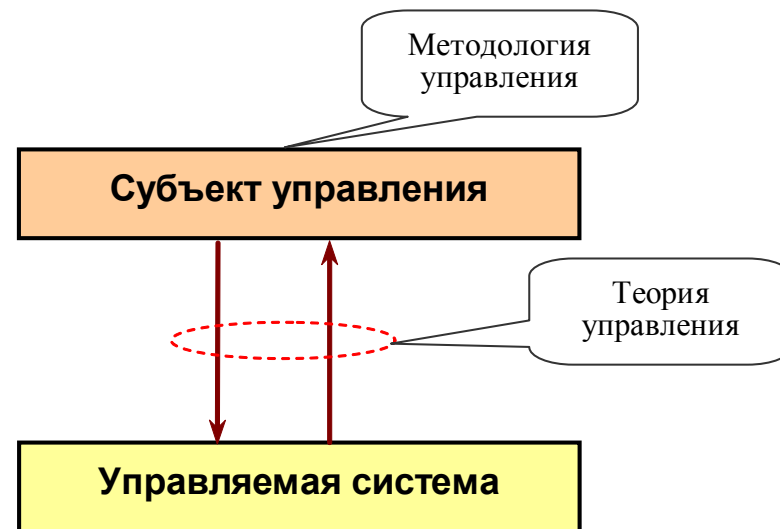 Методология
управления
Субъект управления
Теория
управления
Управляемая система